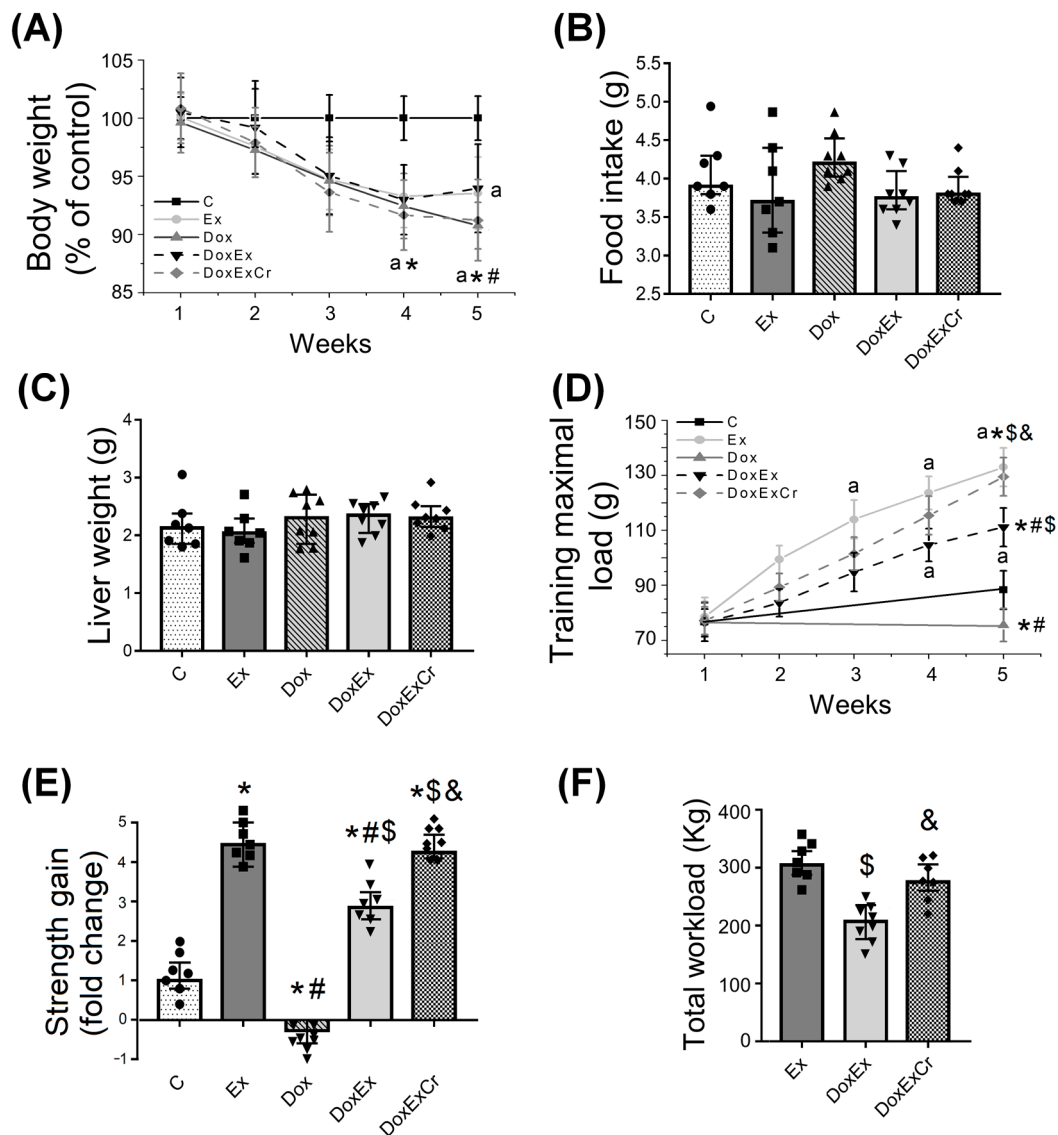 (A)
Body weight
(% of control)
105
100
95
90
85
C
Ex
Dox
DoxEx
DoxExCr
a
a*
a*#
1 2 3 4 5
Weeks
(B)
Food intake (g)
5.5
5.0
4.5
4.0
3.5
3.0
2.5
C Ex Dox DoxEx DoxExCr
(C)
Liver weight (g)
4
3
2
1
0
C Ex Dox DoxEx DoxExCr
(D)
Training maximal
load (g)
150
130
110
90
70
C
Ex
Dox
DoxEx
DoxExCr
a*$&
a
a
*#$
a
a
*#
1 2 3 4 5
Weeks
(E)
Strength gain
(fold change)
5
4
3
2
1
0
-1
*
*#
*#$
*$&
C Ex Dox DoxEx DoxExCr
(F)
Total workload (Kg)
400
300
200
100
0
$
&
Ex DoxEx DoxExCr